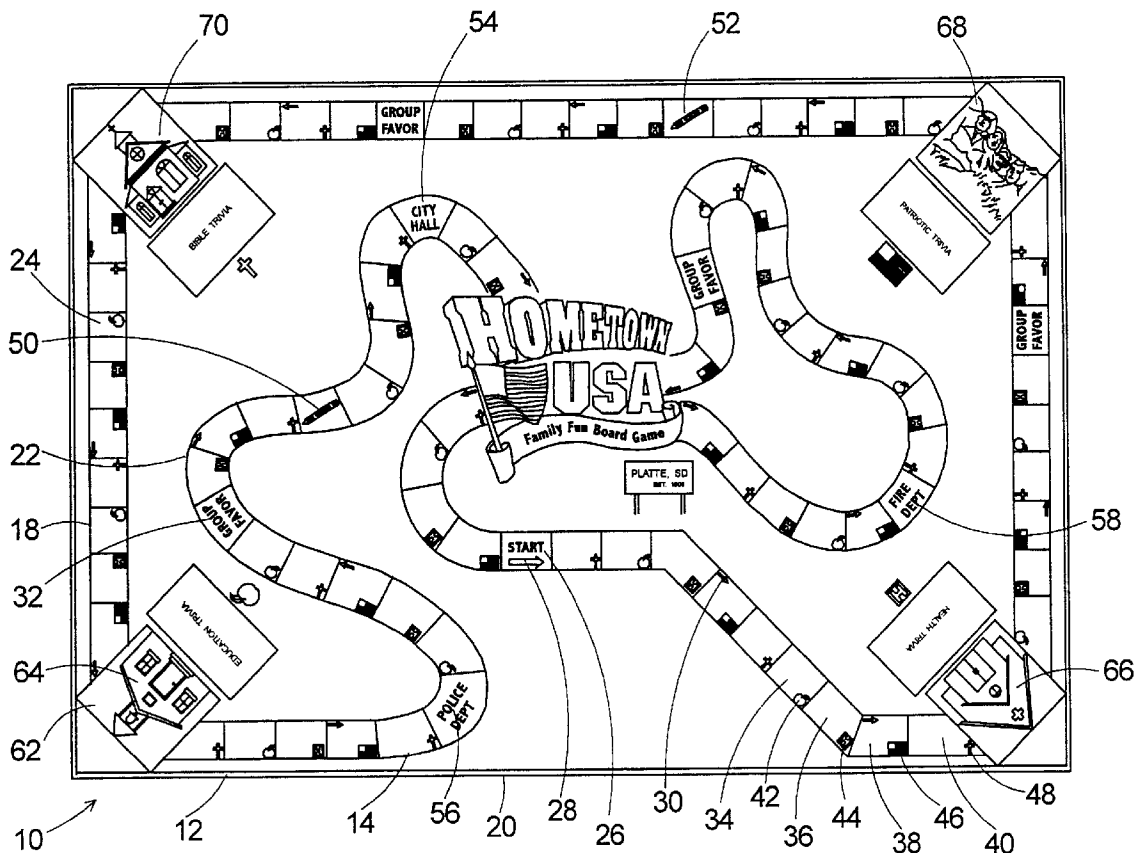 70
54
52
68
GROUP
FAVOR
CITY
HALL
BIBLE TRIVIA
PATRIOTIC TRIVIA
24
GROUP
FAVOR
GROUP
FAVOR
HOMETOWN
USA
Family Fun Board Game
50
22
PLATTE, SD
FIRE
DEPT
18
GROUP
FAVOR
START
58
32
EDUCATION TRIVIA
HEALTH TRIVIA
64
66
POLICE
DEPT
62
10
12
14
56
20
28
26
30
34
42
36
44
38
46
40
48